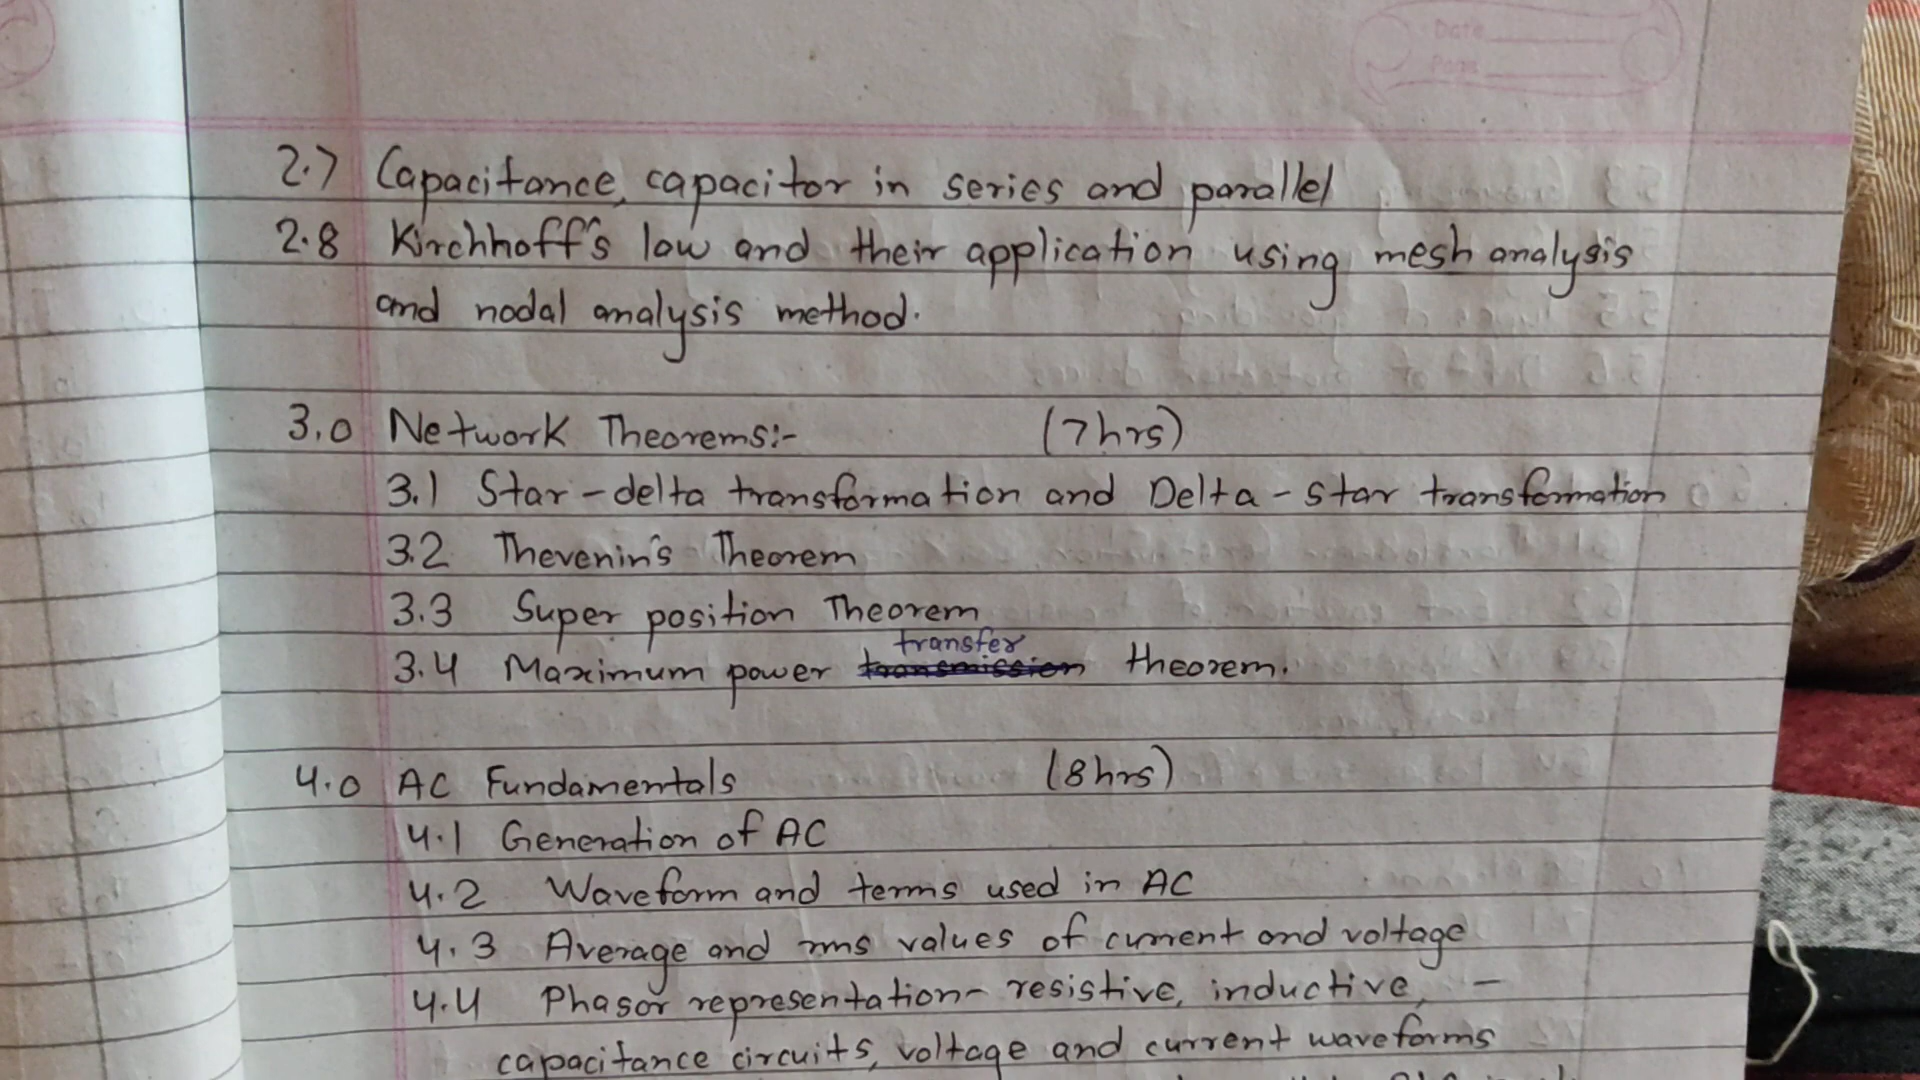 Date
Page
2.7 Capacitance, capacitor in series and parallel
2.8 Kirchhoff's law and their application using mesh analysis
and nodal analysis method.
3.0 Network Theorems:- (7hrs)
3.1 Star-delta transformation and Delta-star transformation
3.2 Thevenin's Theorem
3.3 Super position Theorem
transfer
3.4 Maximum power transmission theorem.
4.0 AC Fundamentals (8hrs)
4.1 Generation of AC
4.2 Waveform and terms used in AC
4.3 Average and rms values of current and voltage
4.4 Phasor representation- resistive, inductive, -
capacitance circuits, voltage and current waveforms